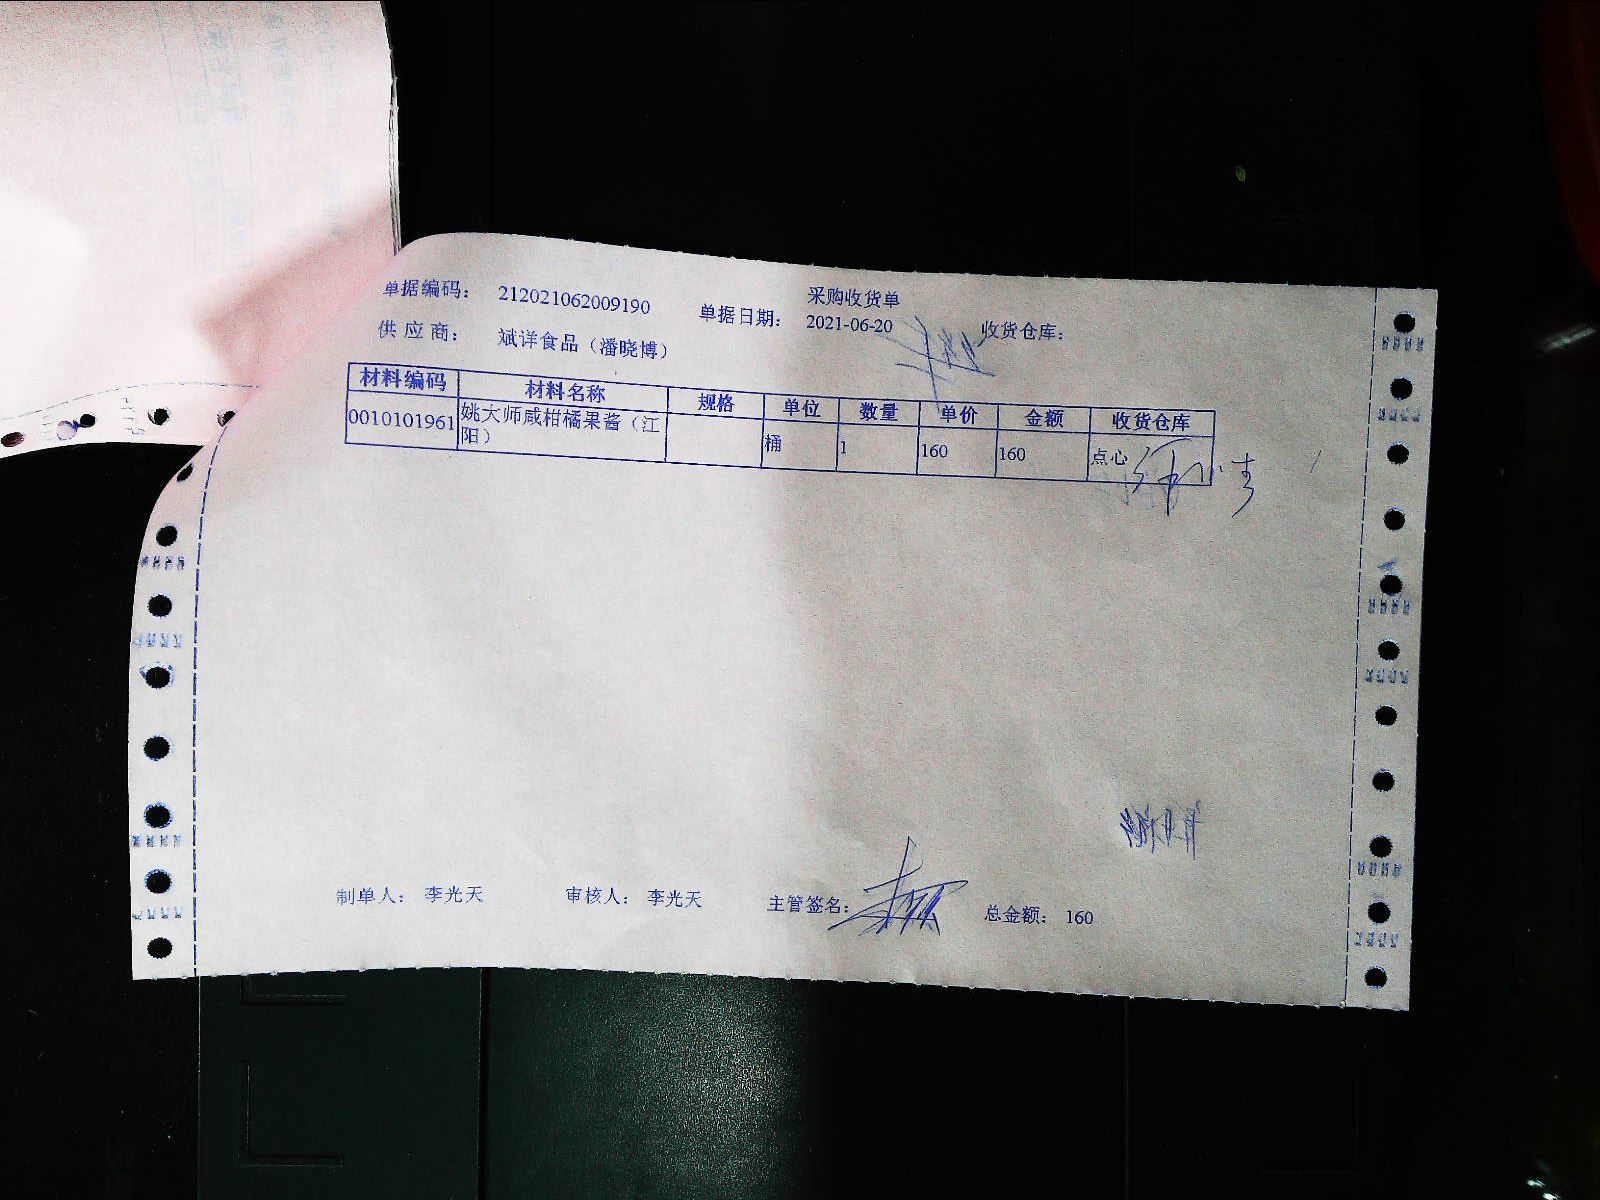 采购收货单
单据编码： 212021062009190 单据日期： 2021-06-20 收货仓库：
供 应 商： 斌详食品（潘晓博）
材料编码 材料名称 规格 单位 数量 单价 金额 收货仓库
0010101961 姚大师咸柑橘果酱（江阳） 桶 1 160 160 点心
制单人： 李光天 审核人： 李光天 主管签名： 总金额： 160